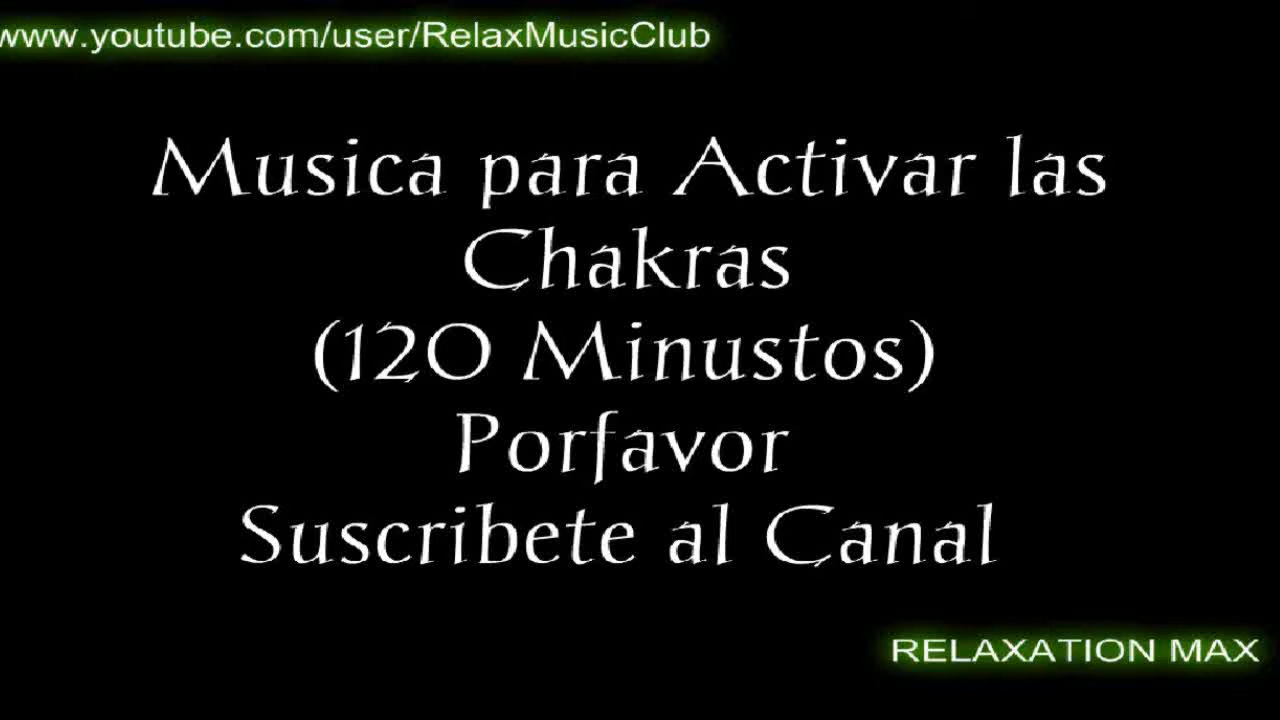 www.youtube.com/user/RelaxMusicClub
Musica para Activar las
Chakras
(120 Minustos)
Porfavor
Suscribete al Canal
RELAXATION MAX